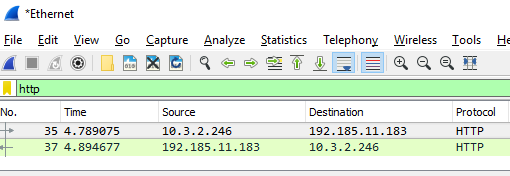 *Ethernet
File Edit View Go Capture Analyze Statistics Telephony Wireless Tools
http
No. Time Source Destination Protocol
35 4.789075 10.3.2.246 192.185.11.183 HTTP
37 4.894677 192.185.11.183 10.3.2.246 HTTP